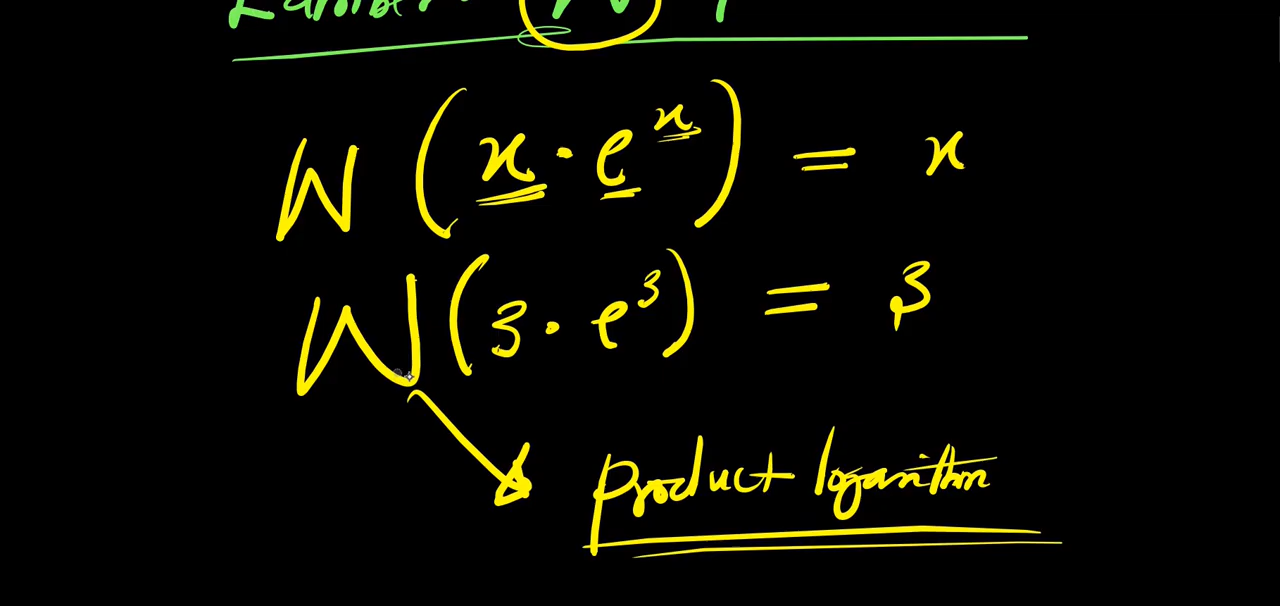 W (x · e^x) = x
W (3 · e^3) = 3
product logarithm